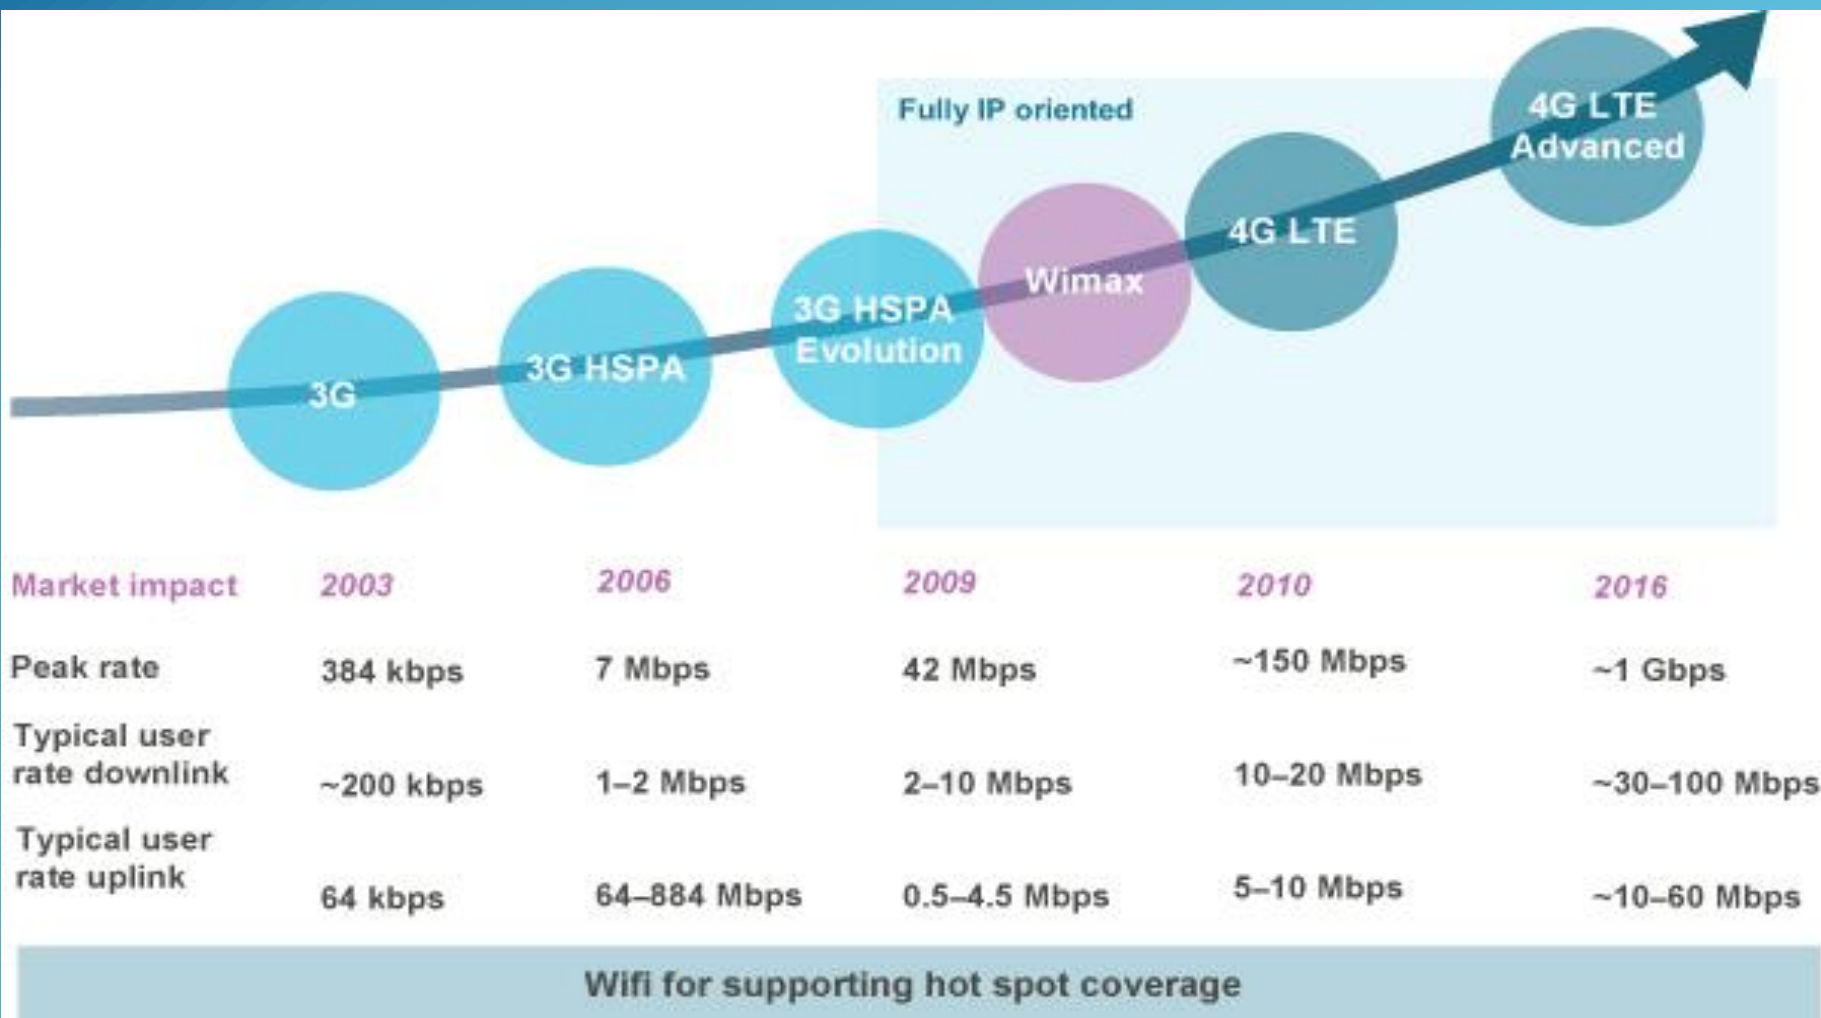 Fully IP oriented
4G LTE
Advanced
4G LTE
Wimax
3G HSPA
Evolution
3G HSPA
3G
Market impact 2003 2006 2009 2010 2016
Peak rate 384 kbps 7 Mbps 42 Mbps ~150 Mbps ~1 Gbps
Typical user
rate downlink ~200 kbps 1–2 Mbps 2–10 Mbps 10–20 Mbps ~30–100 Mbps
Typical user
rate uplink 64 kbps 64–884 Mbps 0.5–4.5 Mbps 5–10 Mbps ~10–60 Mbps
Wifi for supporting hot spot coverage